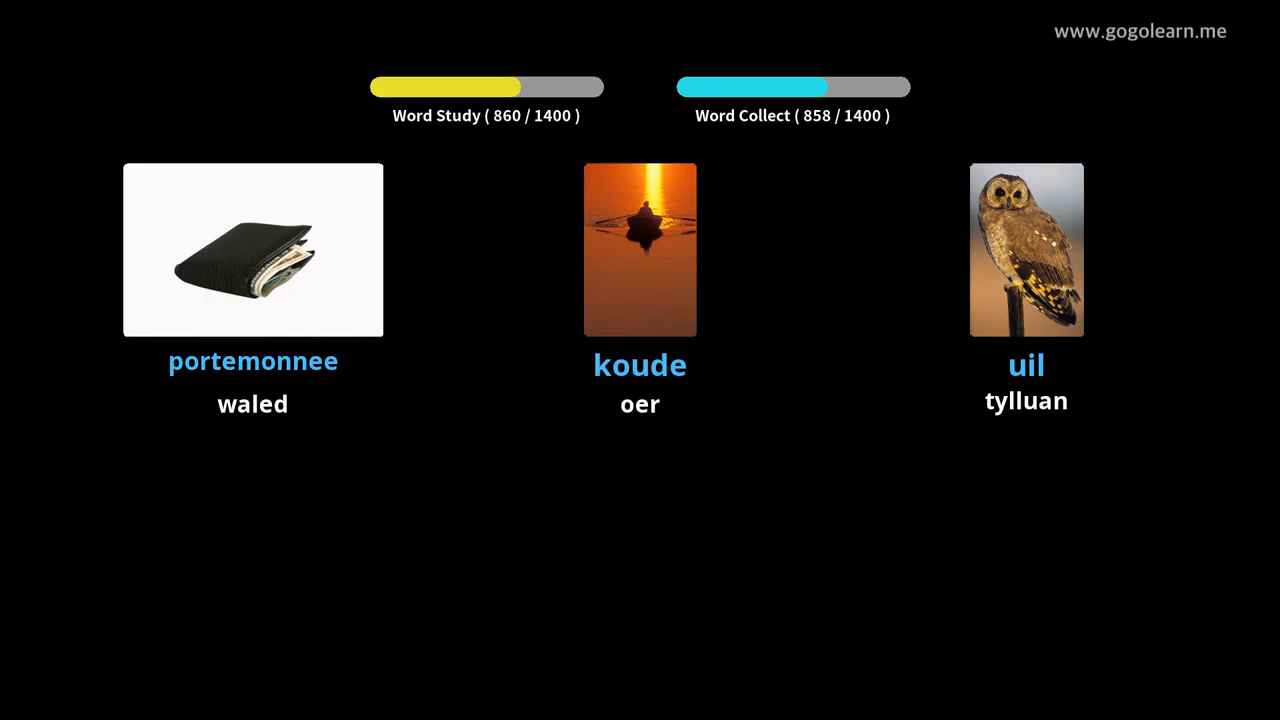 www.gogolearn.me
Word Study ( 860 / 1400 )
Word Collect ( 858 / 1400 )
portemonnee
waled
koude
oer
uil
tylluan